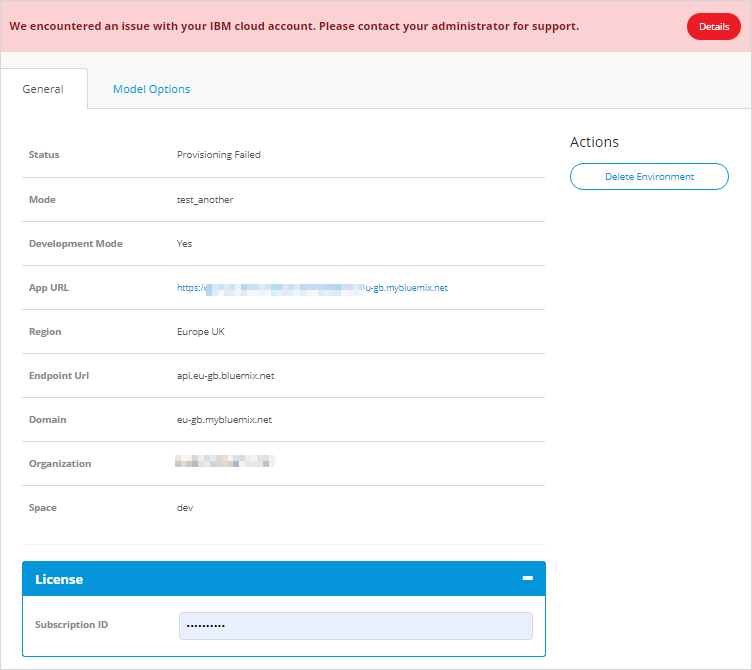 We encountered an issue with your IBM cloud account. Please contact your administrator for support.
Details
General
Model Options
Status Provisioning Failed
Mode test_another
Development Mode Yes
App URL https:/ u-gb.mybluemix.net
Region Europe UK
Endpoint Url api.eu-gb.bluemix.net
Domain eu-gb.mybluemix.net
Organization
Space dev
Actions
Delete Environment
License
Subscription ID ••••••••••